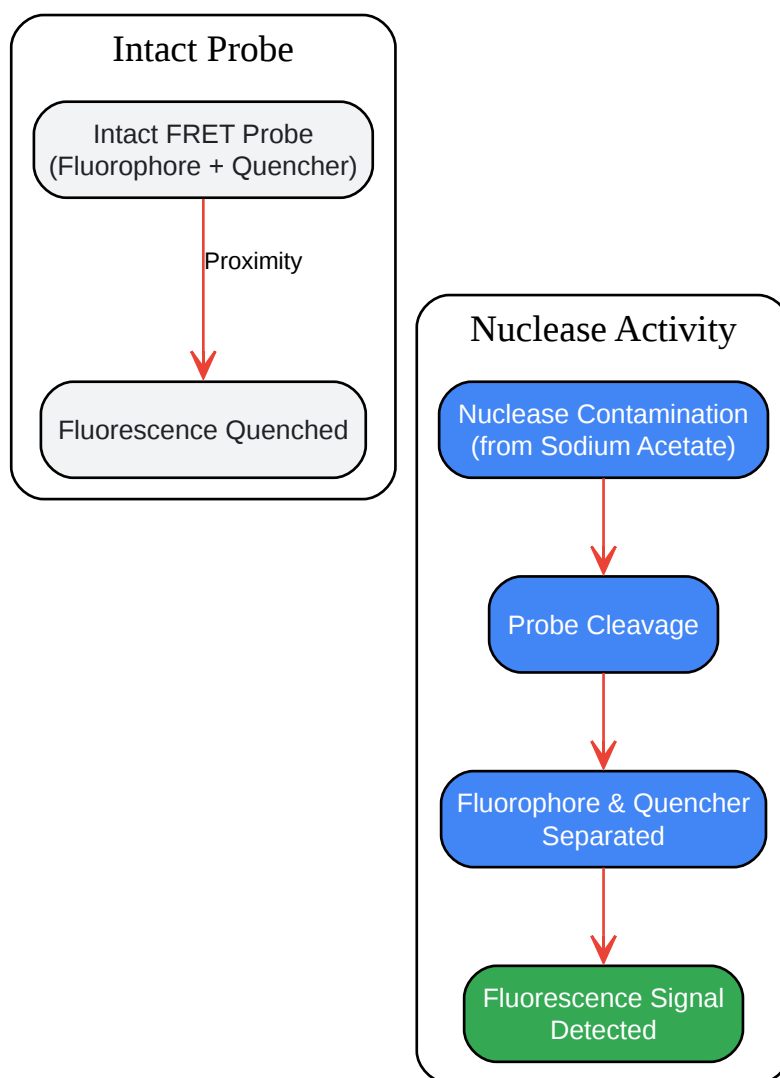 Intact Probe
Intact FRET Probe
(Fluorophore + Quencher)
Proximity
Fluorescence Quenched
Nuclease Activity
Nuclease Contamination
(from Sodium Acetate)
Probe Cleavage
Fluorophore & Quencher
Separated
Fluorescence Signal
Detected